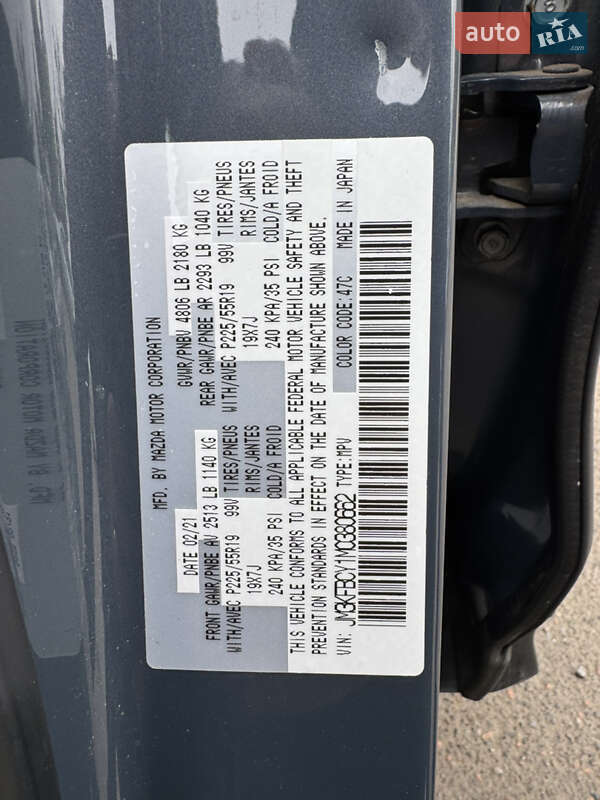 auto RIA.com
MFD. BY MAZDA MOTOR CORPORATION
DATE: 02/21 GVWR/PNBV 4806 LB 2180 KG
FRONT GAWR/PNBE AV 2513 LB 1140 KG REAR GAWR/PNBE AR 2293 LB 1040 KG
WITH/AVEC P225/55R19 99V TIRES/PNEUS WITH/AVEC P225/55R19 99V TIRES/PNEUS
19X7J RIMS/JANTES 19X7J RIMS/JANTES
240 KPA/35 PSI COLD/A FROID 240 KPA/35 PSI COLD/A FROID
THIS VEHICLE CONFORMS TO ALL APPLICABLE FEDERAL MOTOR VEHICLE SAFETY AND THEFT
PREVENTION STANDARDS IN EFFECT ON THE DATE OF MANUFACTURE SHOWN ABOVE.
VIN: JM3KFBCY1M0380662 TYPE: MPV COLOR CODE: 47C MADE IN JAPAN